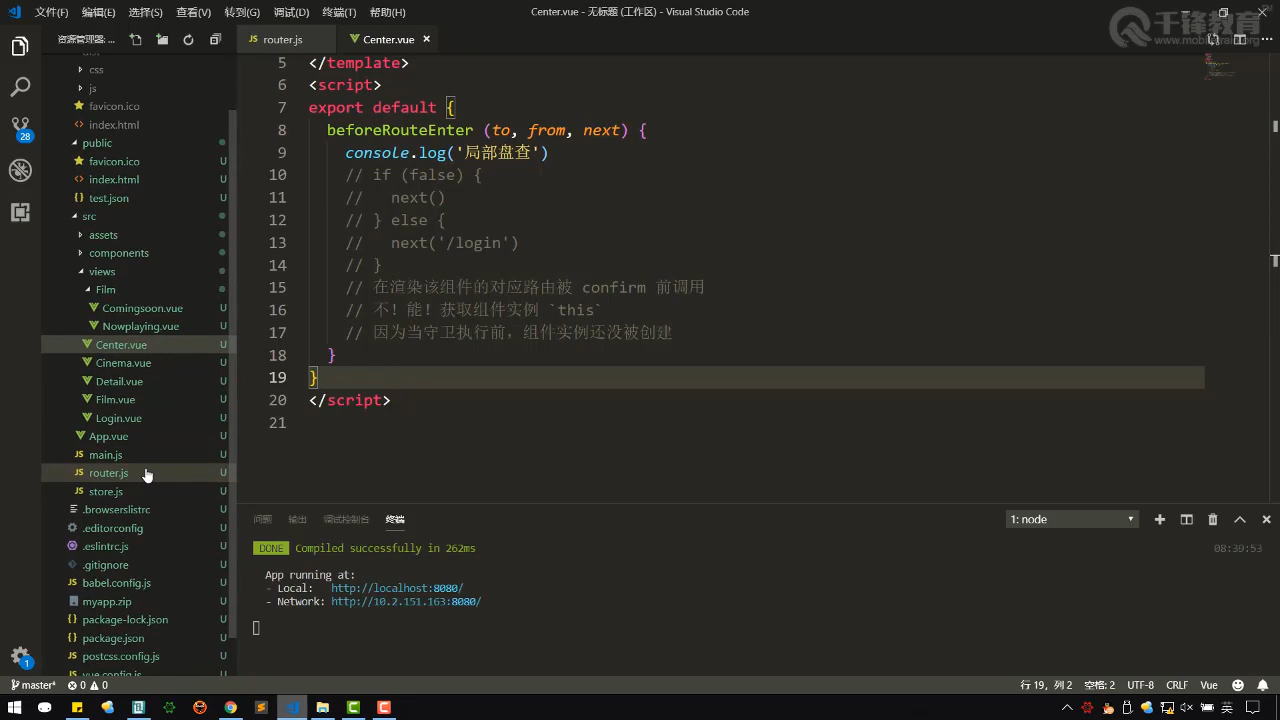 文件(F) 编辑(E) 选择(S) 查看(V) 转到(G) 调试(D) 终端(T) 帮助(H)
Center.vue - 无标题 (工作区) - Visual Studio Code
千锋教育
资源管理器: ...
router.js
Center.vue
css
js
favicon.ico
index.html
public
favicon.ico U
index.html U
test.json U
src
assets
components
views
Film
Comingsoon.vue U
Nowplaying.vue U
Center.vue U
Cinema.vue U
Detail.vue U
Film.vue U
Login.vue U
App.vue U
main.js U
router.js U
store.js U
.browserslistrc U
.editorconfig U
.eslintrc.js U
.gitignore U
babel.config.js U
myapp.zip U
package-lock.json U
package.json U
postcss.config.js U
vue.config.js U
28
1
5 </template>
6 <script>
7 export default {
8 beforeRouteEnter (to, from, next) {
9 console.log('局部盘查')
10 // if (false) {
11 // next()
12 // } else {
13 // next('/login')
14 // }
15 // 在渲染该组件的对应路由被 confirm 前调用
16 // 不！能！获取组件实例 `this`
17 // 因为当守卫执行前，组件实例还没被创建
18 }
19 }
20 </script>
21
问题 输出 调试控制台 终端
1: node
DONE Compiled successfully in 262ms
08:39:53
App running at:
- Local: http://localhost:8080/
- Network: http://10.2.151.163:8080/
master* 0 0
行 19, 列 2 空格: 2 UTF-8 CRLF Vue
英